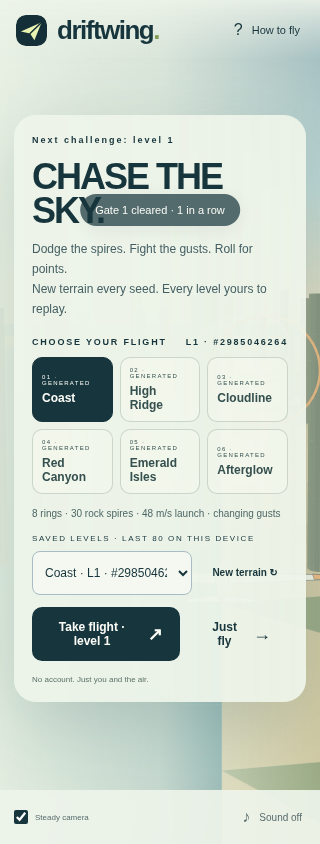 driftwing.
? How to fly
Next challenge: level 1
CHASE THE
SKY.
Gate 1 cleared · 1 in a row
Dodge the spires. Fight the gusts. Roll for
points.
New terrain every seed. Every level yours to
replay.
CHOOSE YOUR FLIGHT L1 · #2985046264
01 ·
GENERATED
Coast
02 ·
GENERATED
High
Ridge
03 ·
GENERATED
Cloudline
04 ·
GENERATED
Red
Canyon
05 ·
GENERATED
Emerald
Isles
06 ·
GENERATED
Afterglow
8 rings · 30 rock spires · 48 m/s launch · changing gusts
SAVED LEVELS · LAST 80 ON THIS DEVICE
Coast · L1 · #29850462
New terrain ↻
Take flight ·
level 1 ↗
Just
fly →
No account. Just you and the air.
Steady camera
♪ Sound off